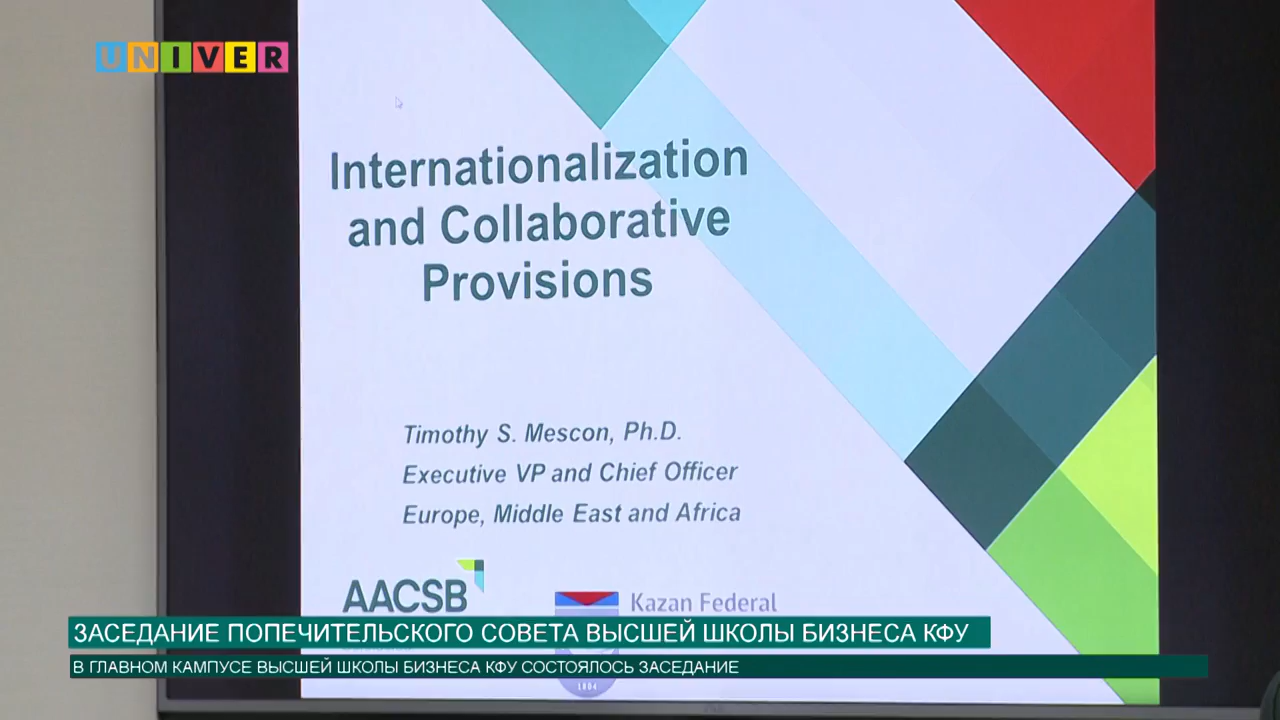 UNIVER
Internationalization
and Collaborative
Provisions
Timothy S. Mescon, Ph.D.
Executive VP and Chief Officer
Europe, Middle East and Africa
AACSB
Kazan Federal
ЗАСЕДАНИЕ ПОПЕЧИТЕЛЬСКОГО СОВЕТА ВЫСШЕЙ ШКОЛЫ БИЗНЕСА КФУ
В ГЛАВНОМ КАМПУСЕ ВЫСШЕЙ ШКОЛЫ БИЗНЕСА КФУ СОСТОЯЛОСЬ ЗАСЕДАНИЕ
1804